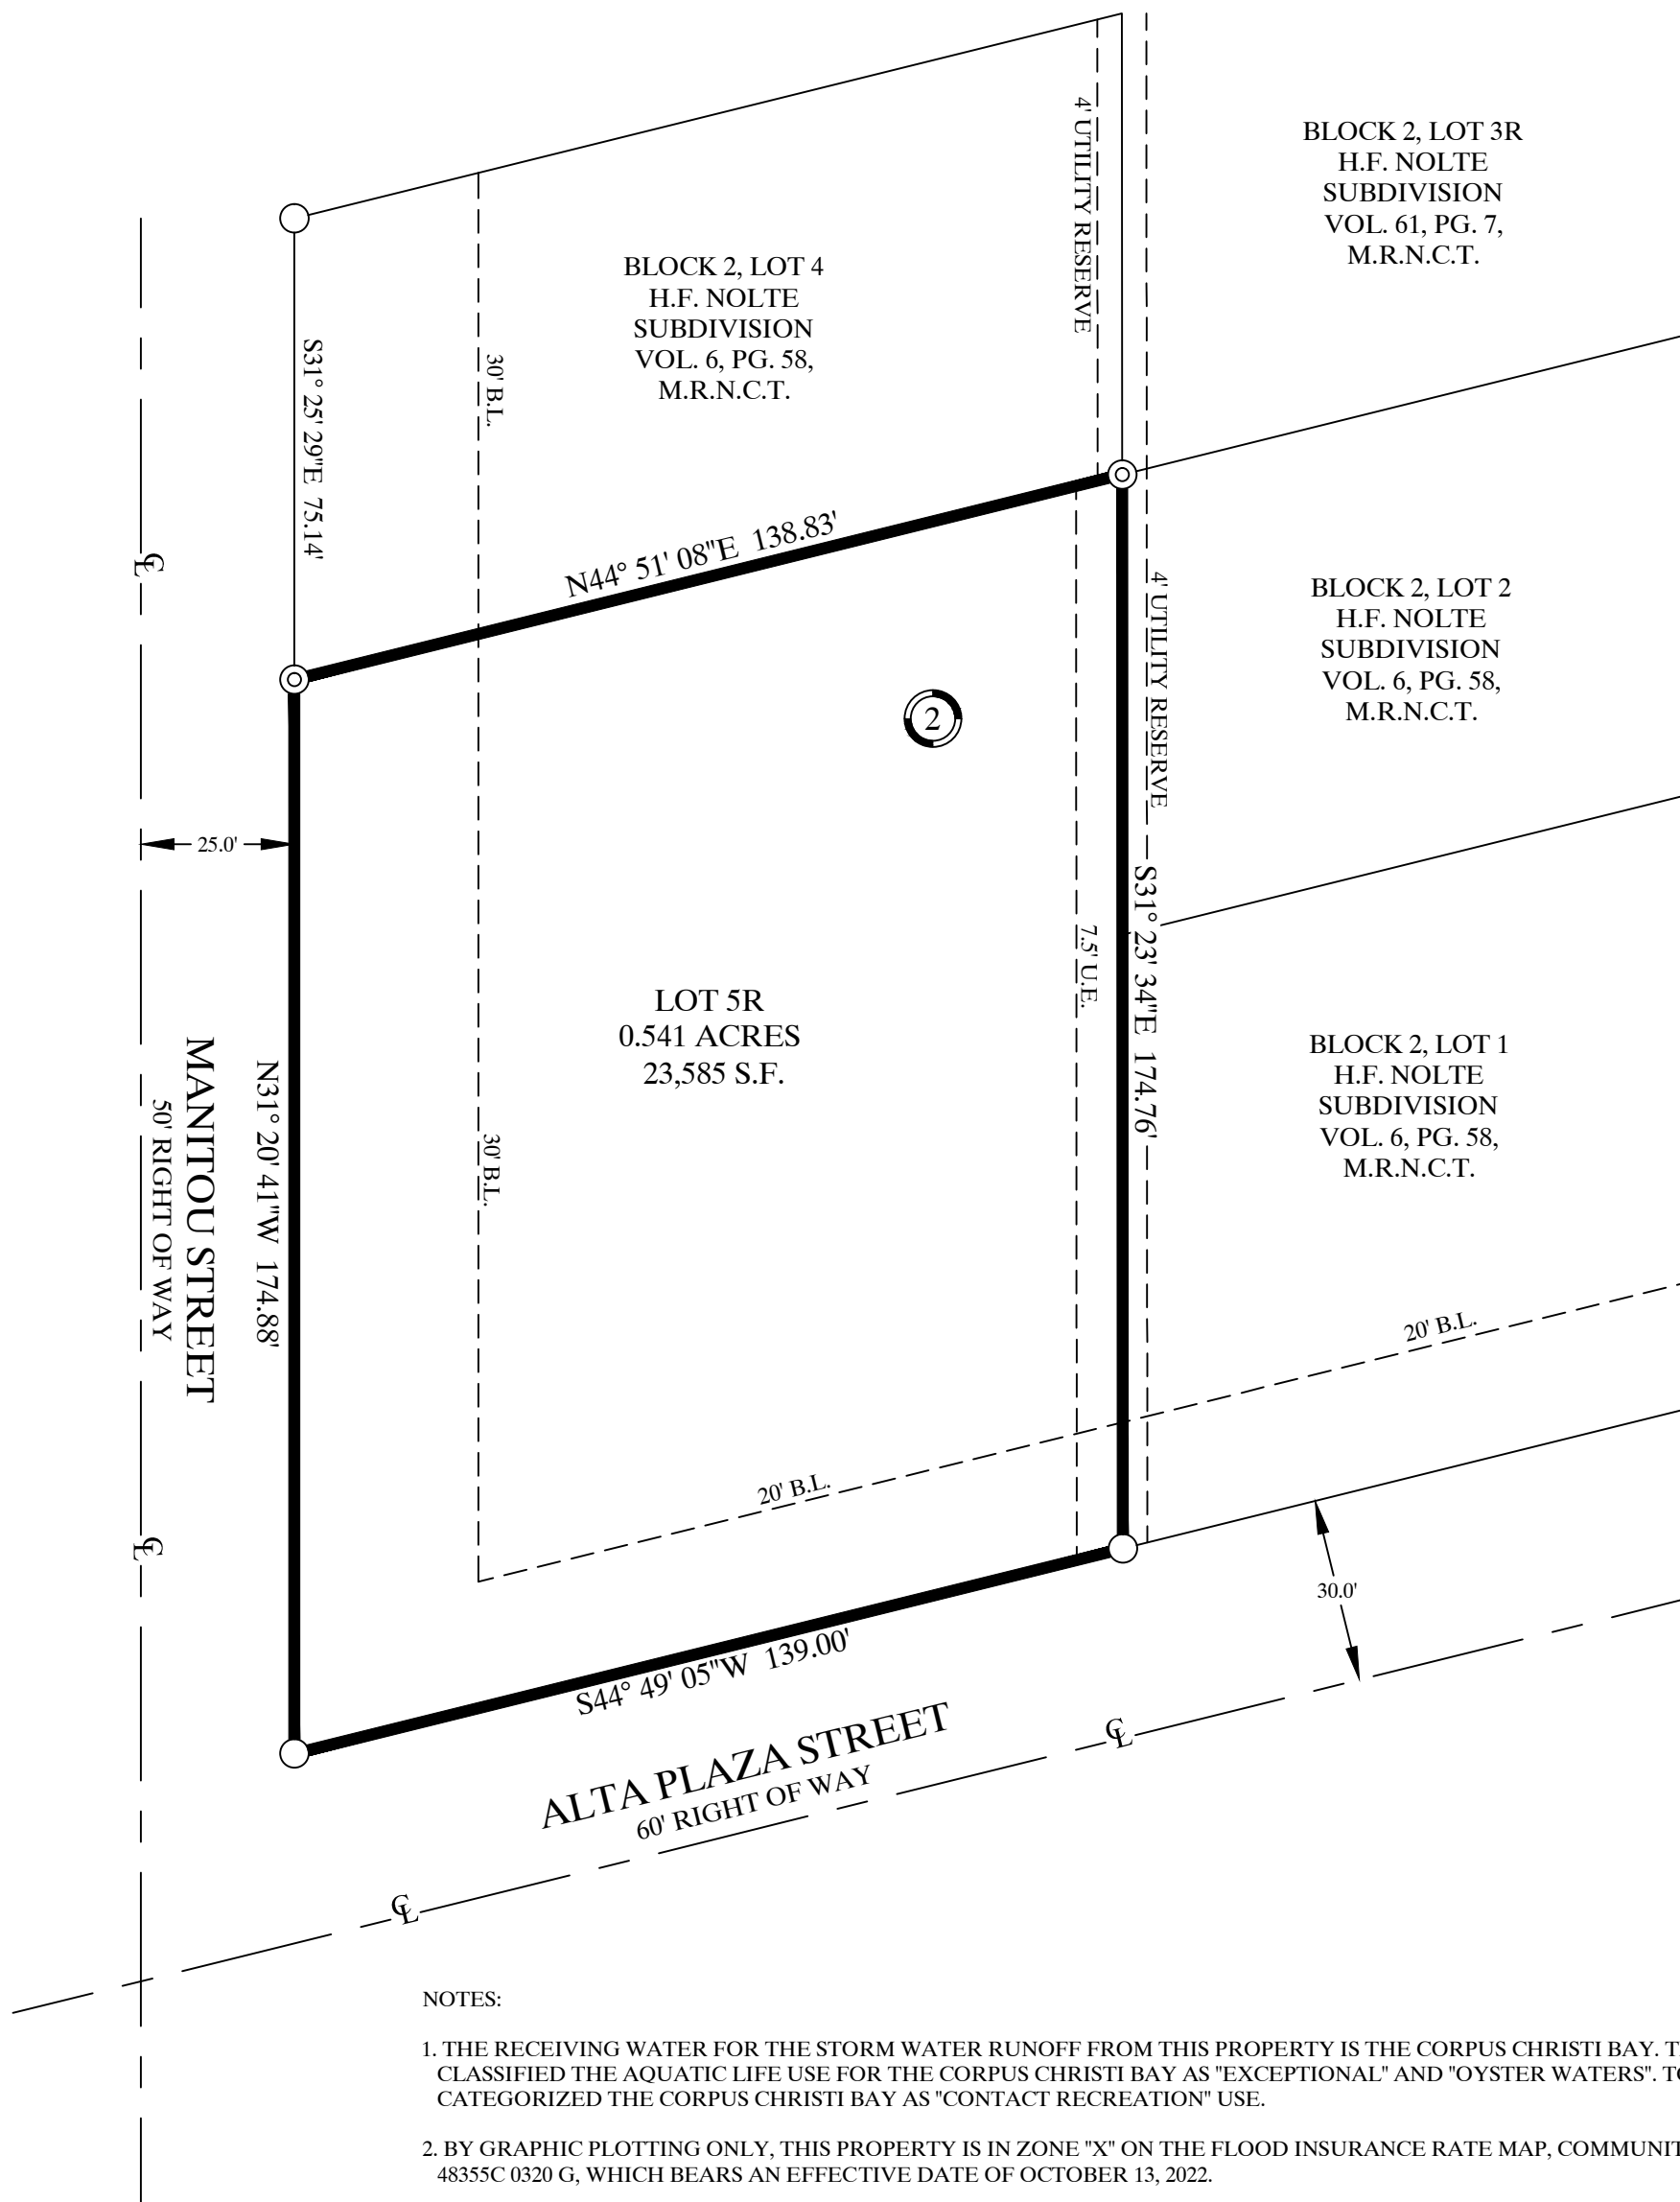 BLOCK 2, LOT 3R
H.F. NOLTE
SUBDIVISION
VOL. 61, PG. 7,
M.R.N.C.T.
4' UTILITY RESERVE
BLOCK 2, LOT 4
H.F. NOLTE
SUBDIVISION
VOL. 6, PG. 58,
M.R.N.C.T.
30' B.L.
S31° 25' 29"E 75.14'
N44° 51' 08"E 138.83'
℄
4' UTILITY RESERVE
BLOCK 2, LOT 2
H.F. NOLTE
SUBDIVISION
VOL. 6, PG. 58,
M.R.N.C.T.
2
25.0'
S31° 23' 34"E 174.76'
7.5' U.E.
LOT 5R
0.541 ACRES
23,585 S.F.
BLOCK 2, LOT 1
H.F. NOLTE
SUBDIVISION
VOL. 6, PG. 58,
M.R.N.C.T.
MANITOU STREET
50' RIGHT OF WAY
N31° 20' 41"W 174.88'
30' B.L.
20' B.L.
20' B.L.
℄
30.0'
S44° 49' 05"W 139.00'
ALTA PLAZA STREET
60' RIGHT OF WAY
℄
℄
NOTES:
1. THE RECEIVING WATER FOR THE STORM WATER RUNOFF FROM THIS PROPERTY IS THE CORPUS CHRISTI BAY.
CLASSIFIED THE AQUATIC LIFE USE FOR THE CORPUS CHRISTI BAY AS "EXCEPTIONAL" AND "OYSTER WATERS".
CATEGORIZED THE CORPUS CHRISTI BAY AS "CONTACT RECREATION" USE.
2. BY GRAPHIC PLOTTING ONLY, THIS PROPERTY IS IN ZONE "X" ON THE FLOOD INSURANCE RATE MAP,
48355C 0320 G, WHICH BEARS AN EFFECTIVE DATE OF OCTOBER 13, 2022.